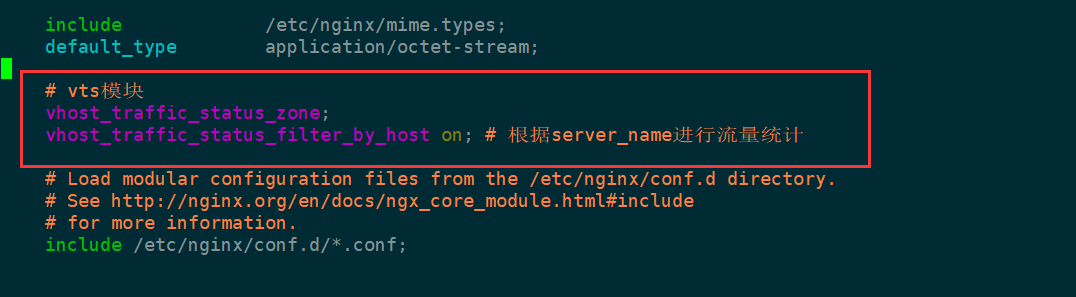 include /etc/nginx/mime.types;
default_type application/octet-stream;
# vts模块
vhost_traffic_status_zone;
vhost_traffic_status_filter_by_host on; # 根据server_name进行流量统计
# Load modular configuration files from the /etc/nginx/conf.d directory.
# See http://nginx.org/en/docs/ngx_core_module.html#include
# for more information.
include /etc/nginx/conf.d/*.conf;